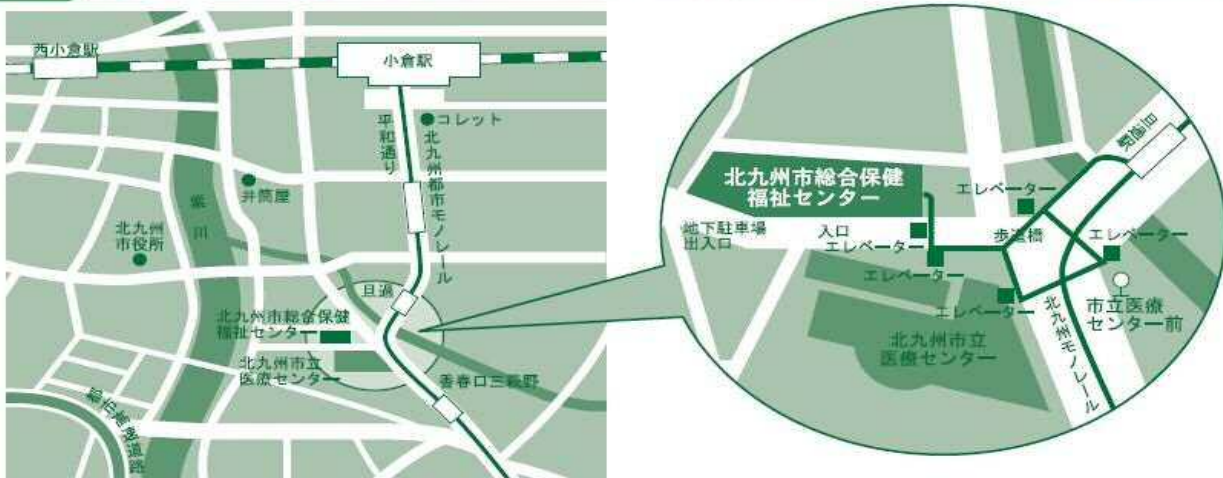 西小倉駅
小倉駅
コレット
平和通り
北九州都市モノレール
井筒屋
紫川
北九州
市役所
旦過
北九州市総合保健
福祉センター
北九州市立
医療センター
香春口三萩野
都市高速道路
旦過駅
北九州市総合保健
福祉センター
エレベーター
地下駐車場
出入口
入口
エレベーター
歩道橋
エレベーター
エレベーター
エレベーター
市立医療
センター前
北九州市立
医療センター
北九州モノレール